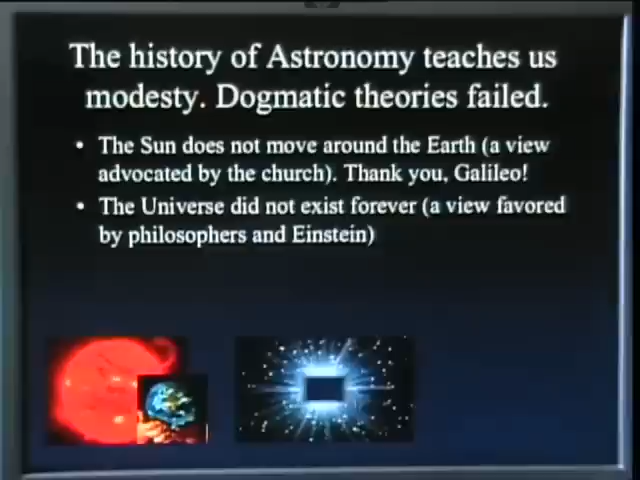 The history of Astronomy teaches us
modesty. Dogmatic theories failed.
• The Sun does not move around the Earth (a view
advocated by the church). Thank you, Galileo!
• The Universe did not exist forever (a view favored
by philosophers and Einstein)